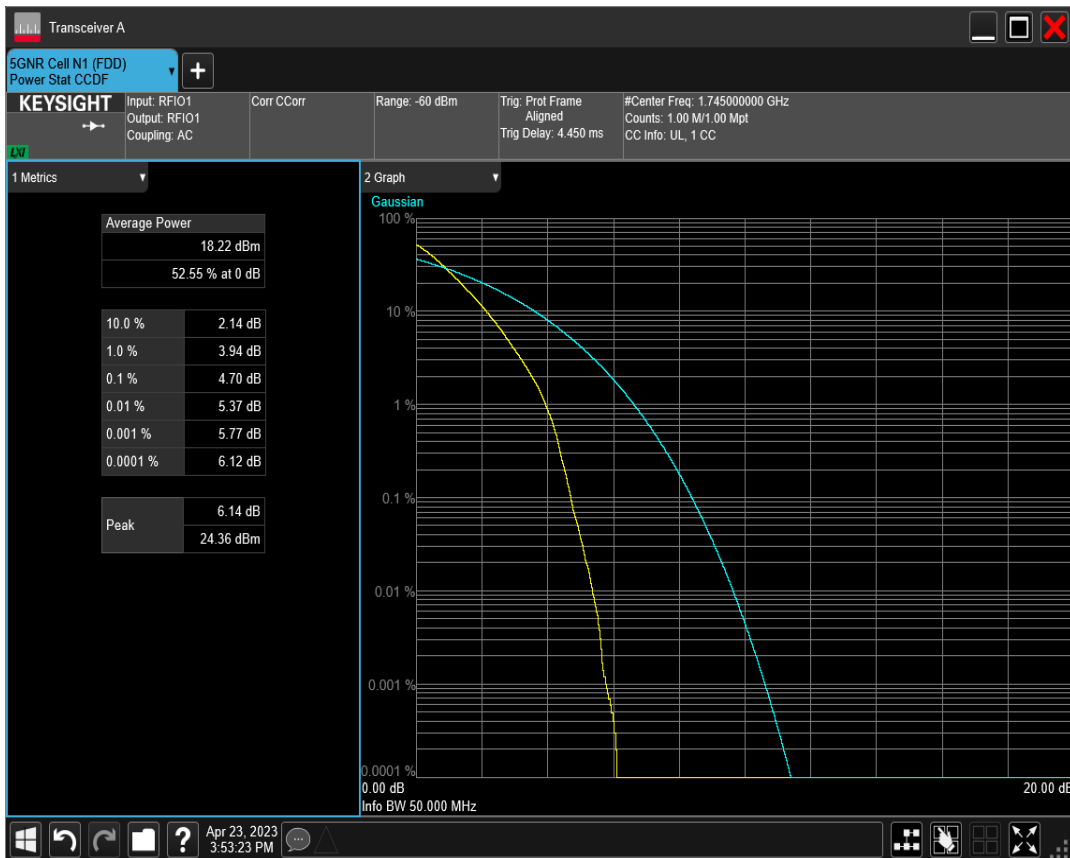 Transceiver A
5GNR Cell N1 (FDD)
Power Stat CCDF
+
KEYSIGHT
LXI
Input: RFIO1
Output: RFIO1
Coupling: AC
Corr CCorr
Range: -60 dBm
Trig: Prot Frame
Aligned
Trig Delay: 4.450 ms
#Center Freq: 1.745000000 GHz
Counts: 1.00 M/1.00 Mpt
CC Info: UL, 1 CC
1 Metrics
Average Power
18.22 dBm
52.55 % at 0 dB
10.0 % 2.14 dB
1.0 % 3.94 dB
0.1 % 4.70 dB
0.01 % 5.37 dB
0.001 % 5.77 dB
0.0001 % 6.12 dB
Peak
6.14 dB
24.36 dBm
2 Graph
Gaussian
100 %
10 %
1 %
0.1 %
0.01 %
0.001 %
0.0001 %
0.00 dB 20.00 dB
Info BW 50.000 MHz
?
Apr 23, 2023
3:53:23 PM